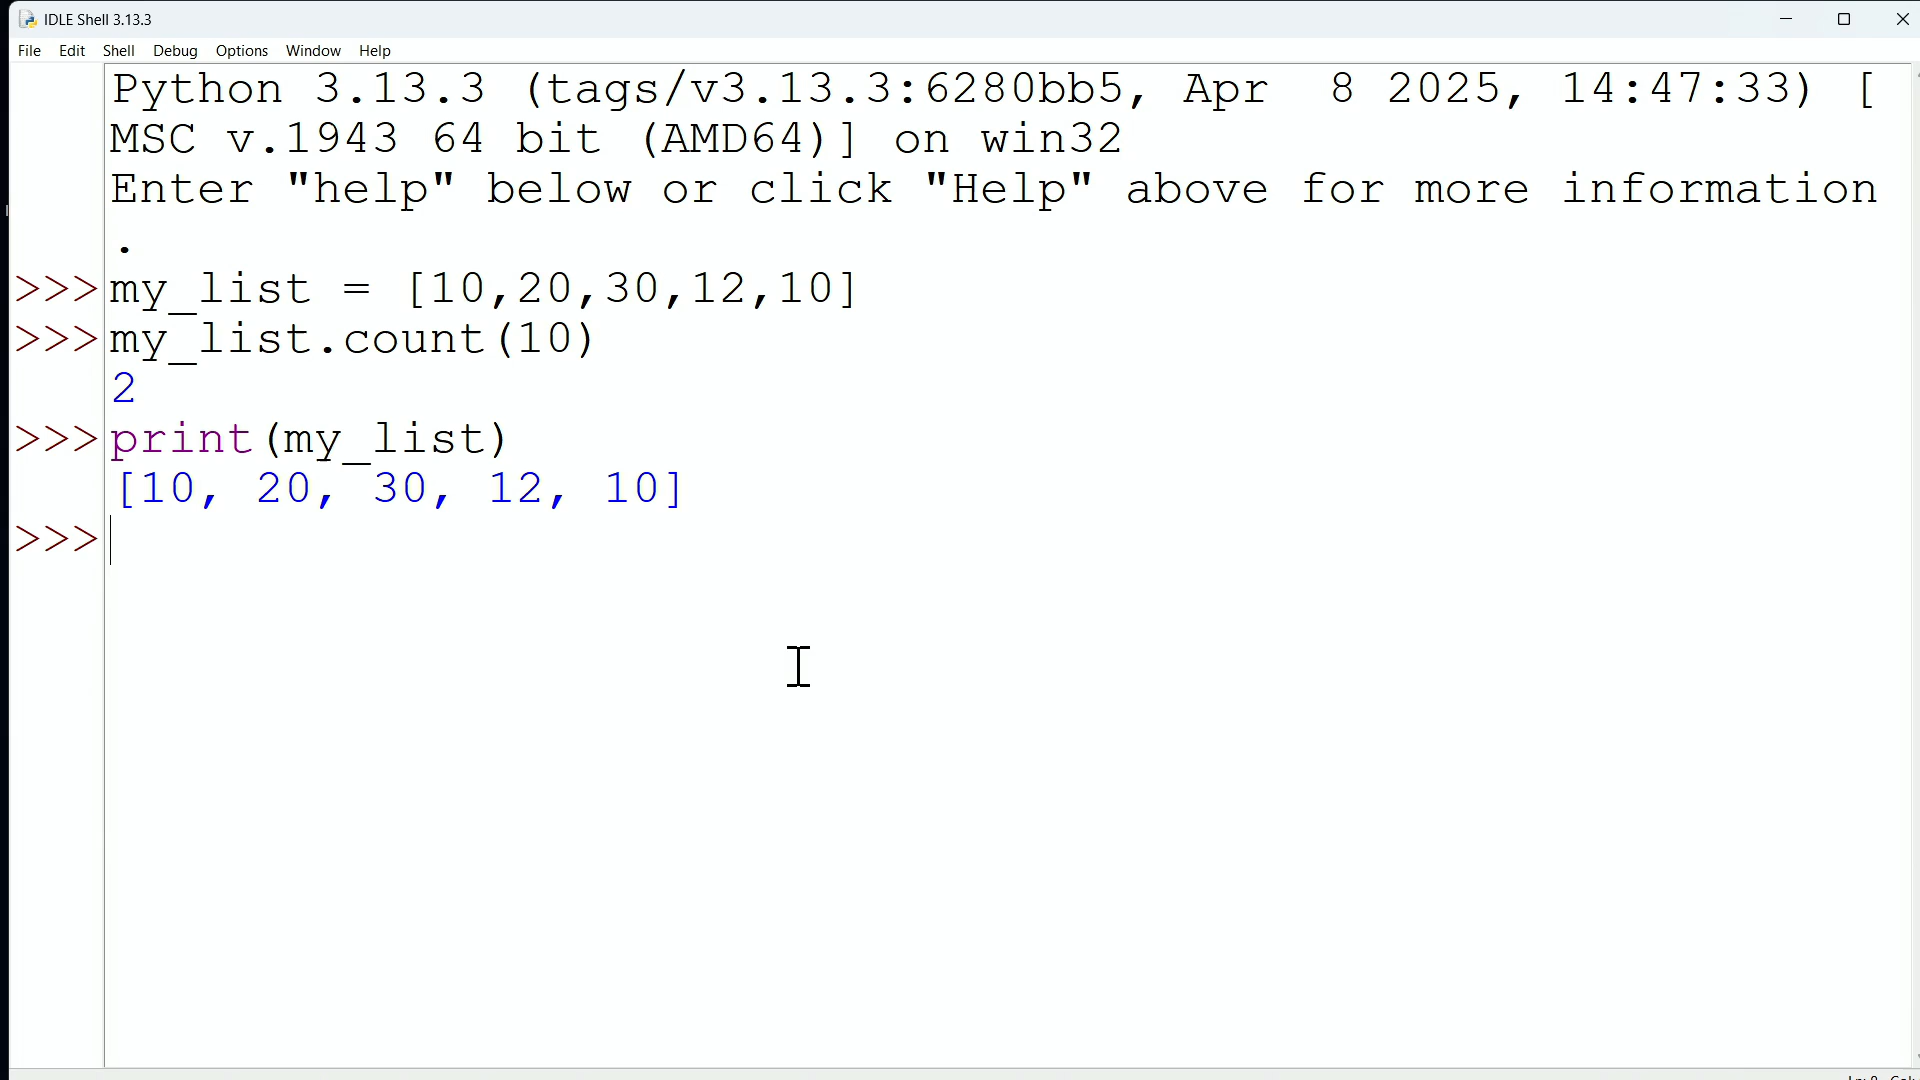 IDLE Shell 3.13.3
File Edit Shell Debug Options Window Help
Python 3.13.3 (tags/v3.13.3:6280bb5, Apr  8 2025, 14:47:33) [
MSC v.1943 64 bit (AMD64)] on win32
Enter "help" below or click "Help" above for more information
.
>>> my_list = [10,20,30,12,10]
>>> my_list.count(10)
2
>>> print(my_list)
[10, 20, 30, 12, 10]
>>>